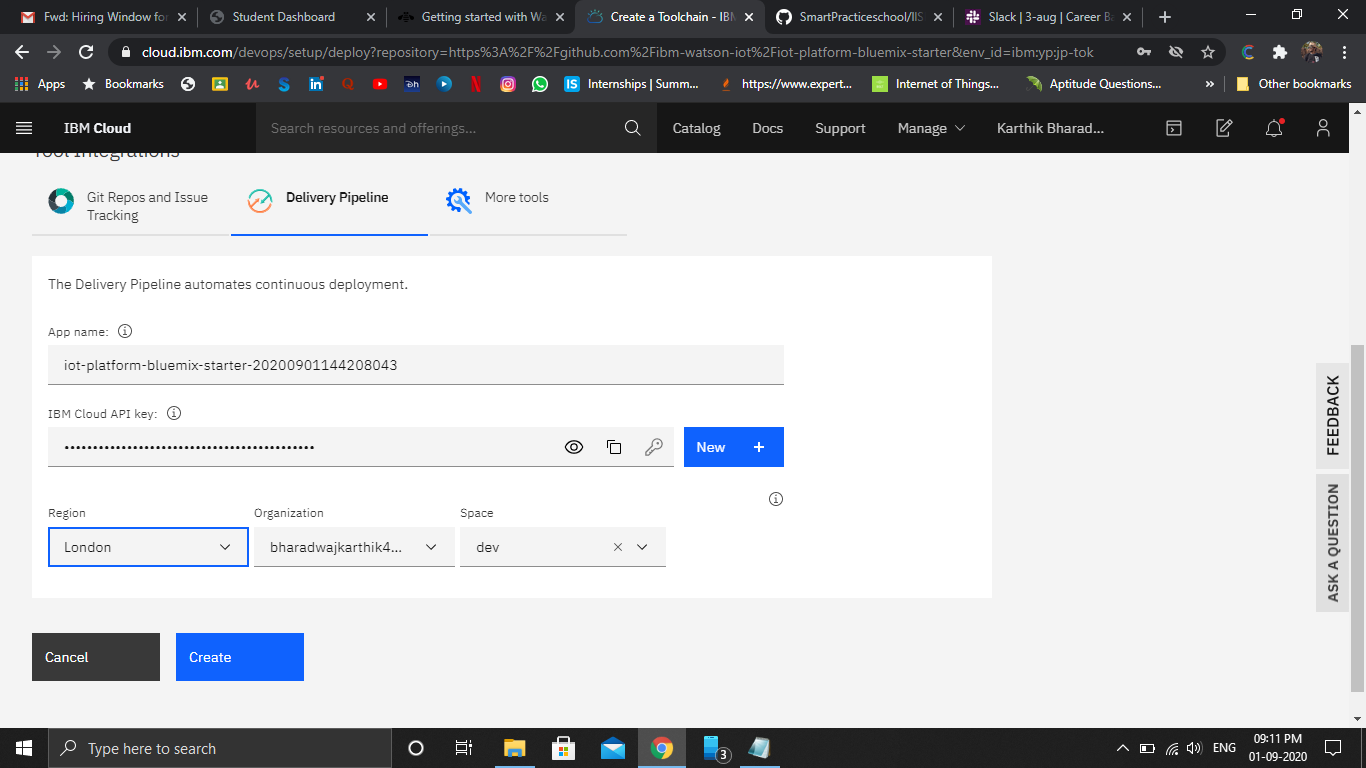 Fwd: Hiring Window for
Student Dashboard
Getting started with Wa
Create a Toolchain - IBM
SmartPracticeschool/IIS
Slack | 3-aug | Career Ba
cloud.ibm.com/devops/setup/deploy?repository=https%3A%2F%2Fgithub.com%2Fibm-watson-iot%2Fiot-platform-bluemix-starter&env_id=ibm:yp:jp-tok
Apps
Bookmarks
Internships | Summ...
https://www.expert...
Internet of Things...
Aptitude Questions...
»
Other bookmarks
IBM Cloud
Search resources and offerings...
Catalog
Docs
Support
Manage
Karthik Bharad...
Tool Integrations
Git Repos and Issue
Tracking
Delivery Pipeline
More tools
The Delivery Pipeline automates continuous deployment.
App name:
iot-platform-bluemix-starter-20200901144208043
IBM Cloud API key:
New +
Region
Organization
Space
London
bharadwajkarthik4...
dev
Cancel
Create
FEEDBACK
ASK A QUESTION
Type here to search
3
ENG
09:11 PM
01-09-2020